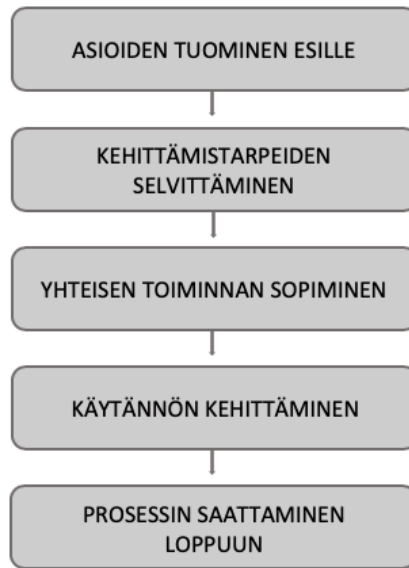 ASIOIDEN TUOMINEN ESILLE
KEHITTÄMISTARPEIDEN
SELVITTÄMINEN
YHTEISEN TOIMINNAN SOPIMINEN
KÄYTÄNNÖN KEHITTÄMINEN
PROSESSIN SAATTAMINEN
LOPPUUN